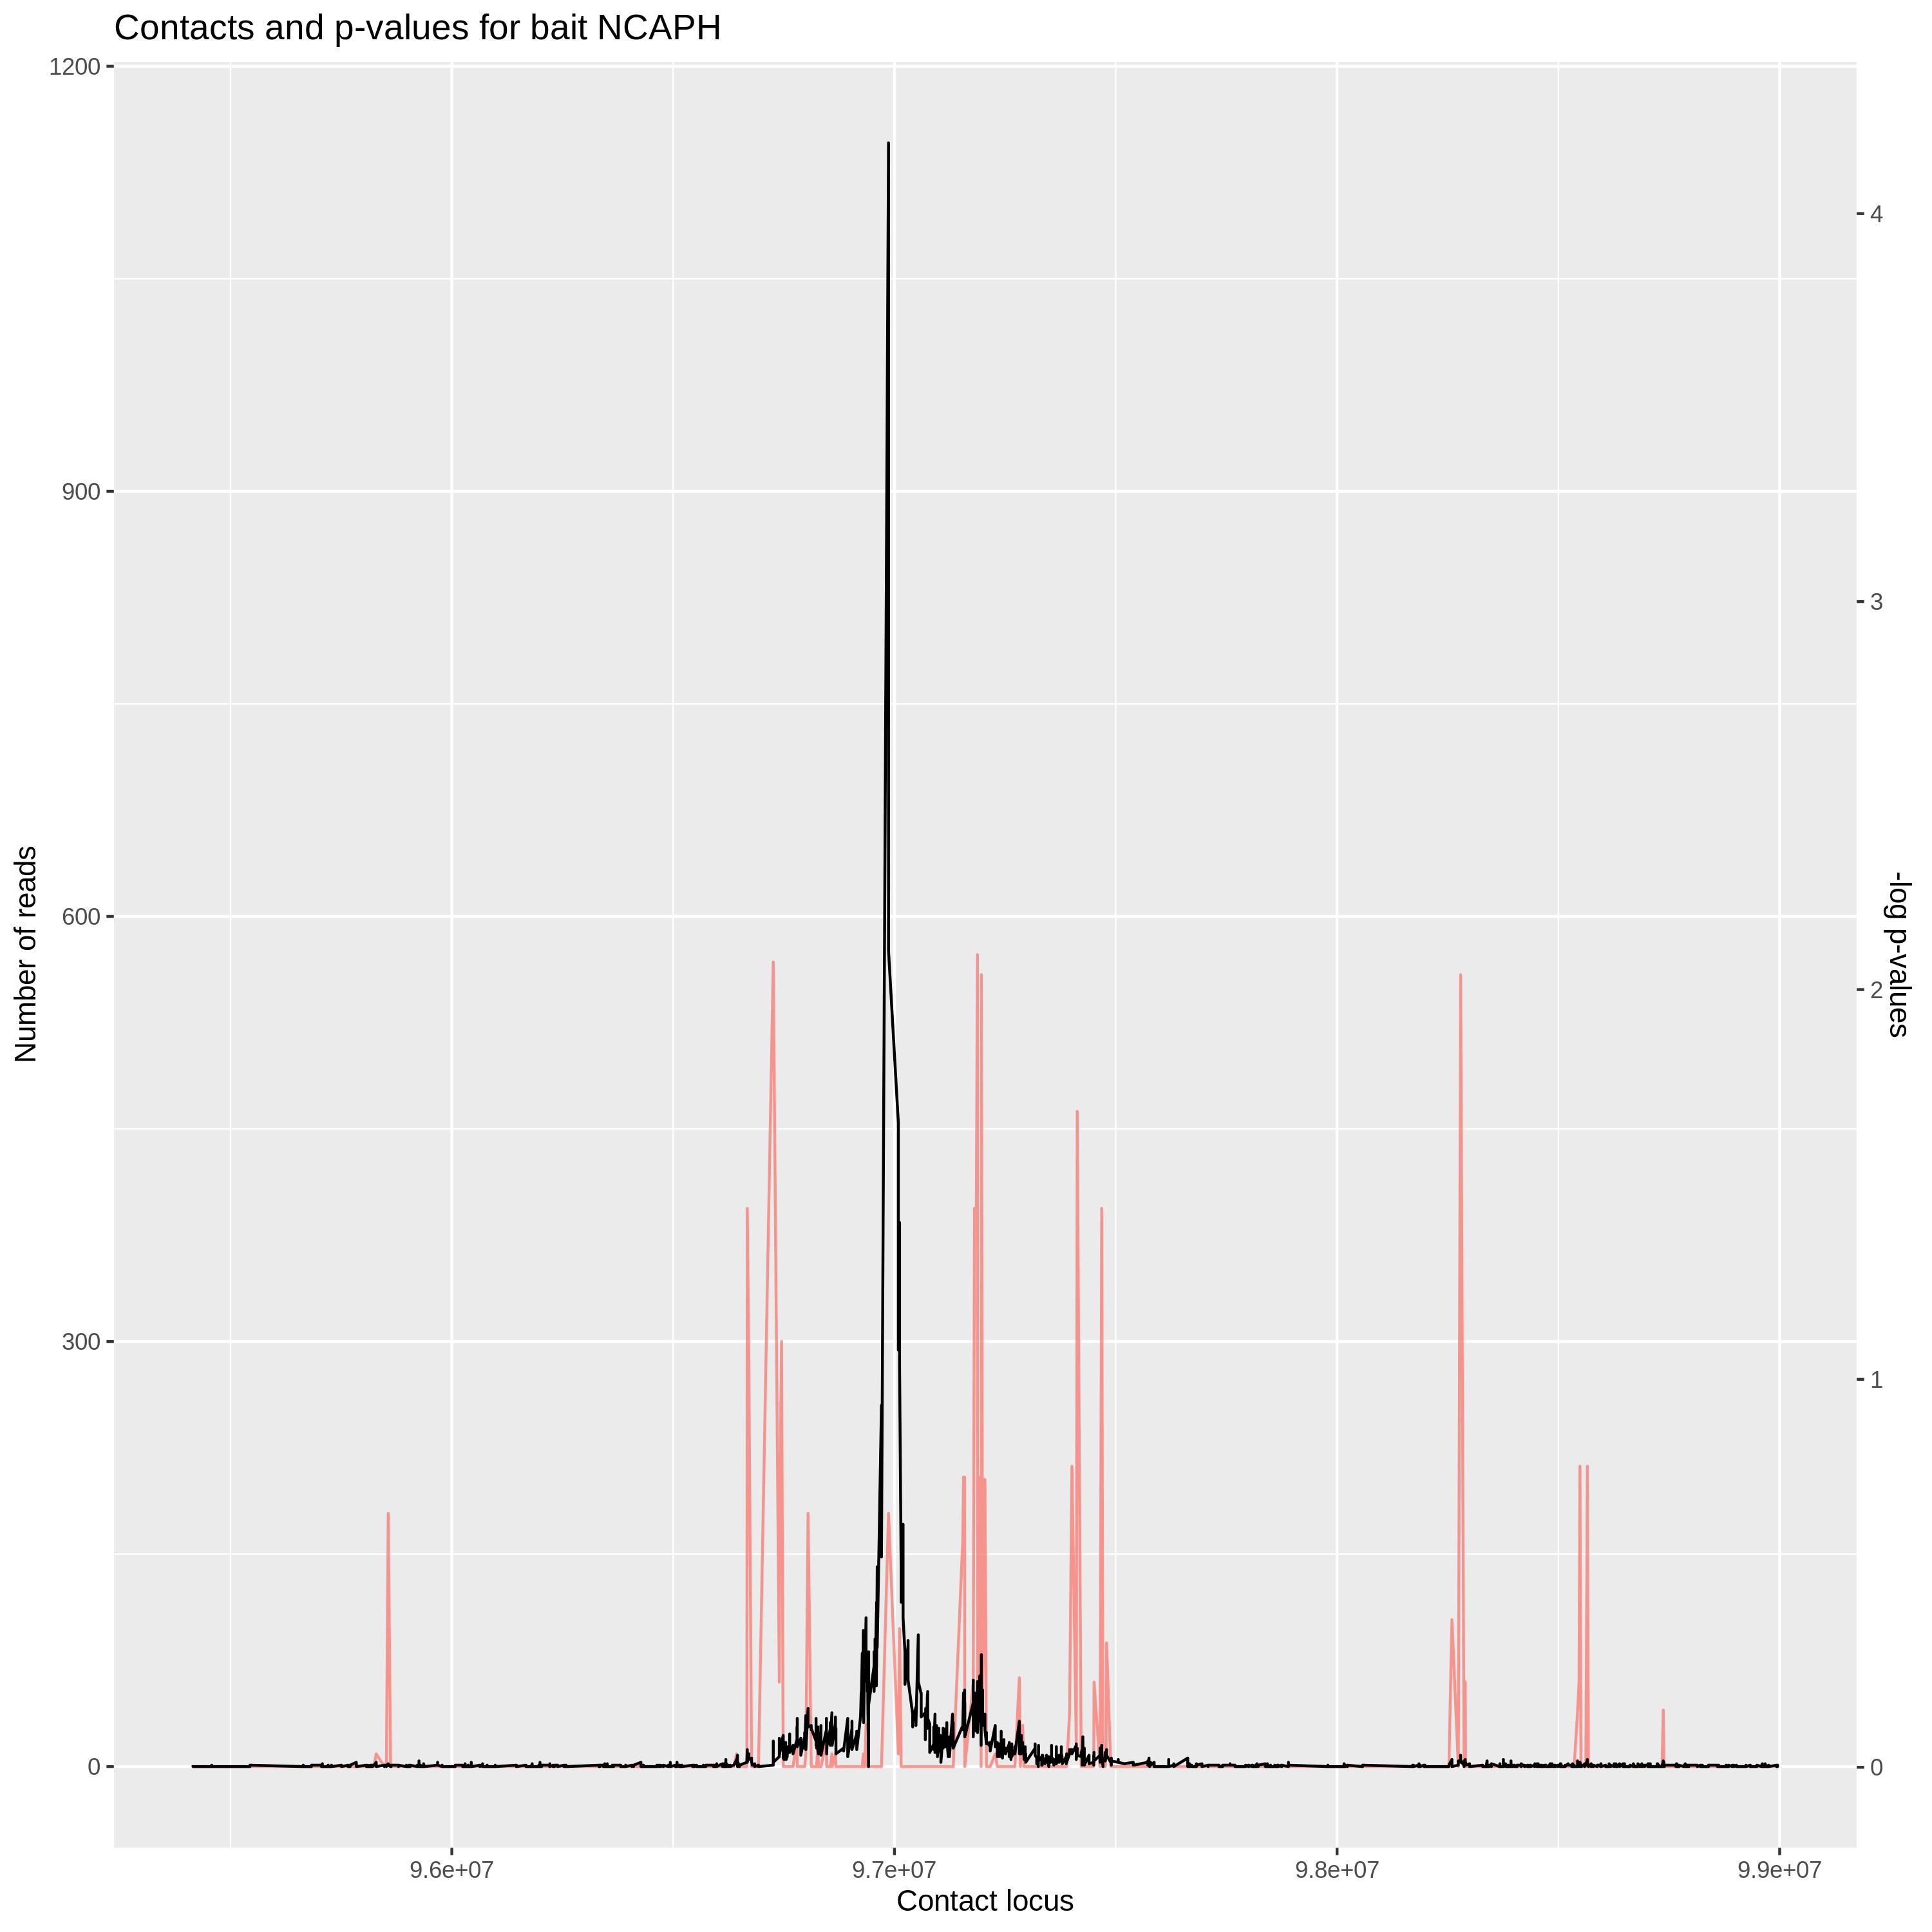 Contacts and p-values for bait NCAPH
1200
900
600
300
0
Number of reads
4
3
2
1
0
-log p-values
9.6e+07
9.7e+07
9.8e+07
9.9e+07
Contact locus